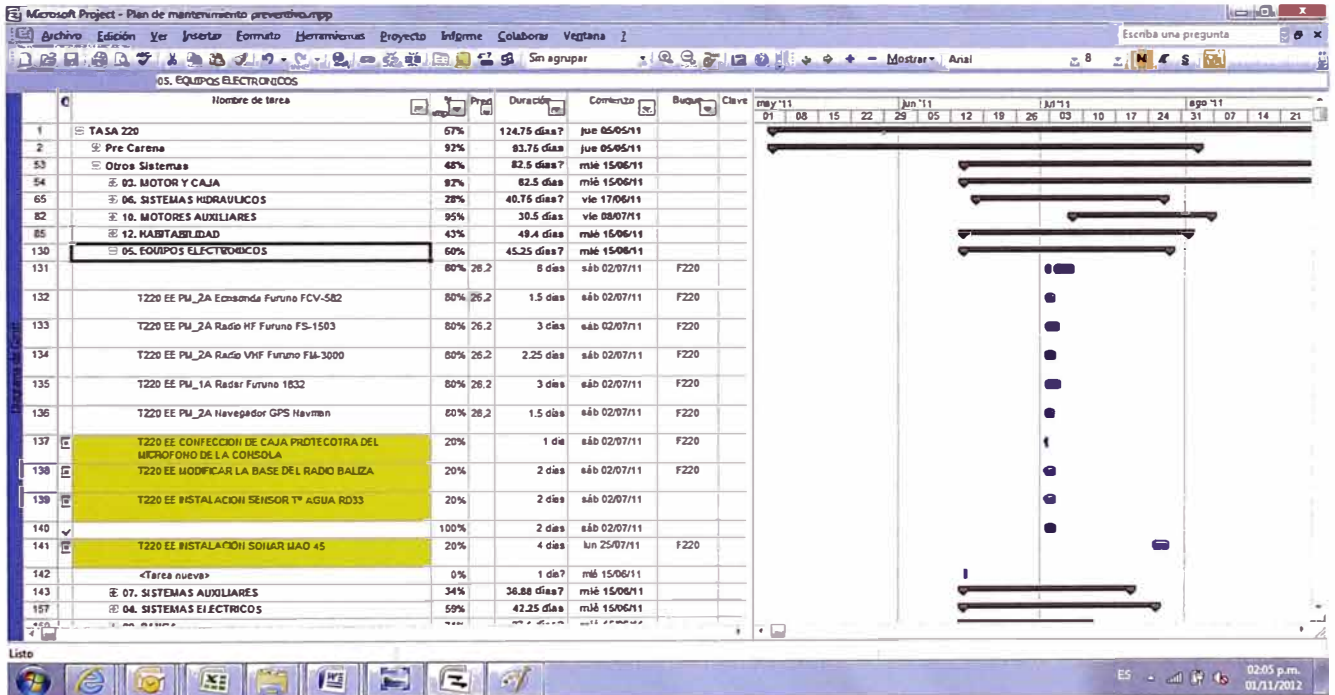 Microsoft Project - Plan de mantenimiento preventivo.mpp
Archivo Edición Ver Insertar Formato Herramientas Proyecto Informe Colaborar Ventana ? Escriba una pregunta
Sin agrupar Mostrar Arial 8 N K S
05. EQUIPOS ELECTRONICOS
Nombre de tarea % Pred Duración Comienzo Buque Clave may '11 jun '11 jul '11 ago '11
01 08 15 22 29 05 12 19 26 03 10 17 24 31 07 14 21
1 TASA 220 57% 124.75 días? jue 05/05/11
2 Pre Carena 92% 93.75 días jue 05/05/11
53 Otros Sistemas 48% 82.5 días? mié 15/06/11
54 03. MOTOR Y CAJA 97% 62.5 días mié 15/06/11
65 06. SISTEMAS HIDRAULICOS 28% 40.75 días? vie 17/06/11
82 10. MOTORES AUXILIARES 95% 30.5 días vie 08/07/11
85 12. HABITABILIDAD 43% 49.4 días mié 15/06/11
130 05. EQUIPOS ELECTRONICOS 60% 45.25 días? mié 15/06/11
131 80% 26,2 6 días sáb 02/07/11 F220
132 T220 EE PM_2A Ecosonda Furuno FCV-582 80% 26,2 1.5 días sáb 02/07/11 F220
133 T220 EE PM_2A Radio HF Furuno FS-1503 80% 26,2 3 días sáb 02/07/11 F220
134 T220 EE PM_2A Radio VHF Furuno FM-3000 80% 26,2 2.25 días sáb 02/07/11 F220
135 T220 EE PM_1A Radar Furuno 1832 80% 26,2 3 días sáb 02/07/11 F220
136 T220 EE PM_2A Navegador GPS Navman 80% 26,2 1.5 días sáb 02/07/11 F220
137 T220 EE CONFECCION DE CAJA PROTECOTRA DEL MICROFONO DE LA CONSOLA 20% 1 día sáb 02/07/11 F220
138 T220 EE MODIFICAR LA BASE DEL RADIO BALIZA 20% 2 días sáb 02/07/11 F220
139 T220 EE INSTALACION SENSOR Tº AGUA RD33 20% 2 días sáb 02/07/11
140 100% 2 días sáb 02/07/11
141 T220 EE INSTALACIÓN SONAR MAQ 45 20% 4 días lun 25/07/11 F220
142 <Tarea nueva> 0% 1 día? mié 15/06/11
143 07. SISTEMAS AUXILIARES 34% 36.88 días? mié 15/06/11
157 04. SISTEMAS ELECTRICOS 59% 42.25 días mié 15/06/11
Diagrama de Gantt
Listo
ES 02:05 p.m.
01/11/2012